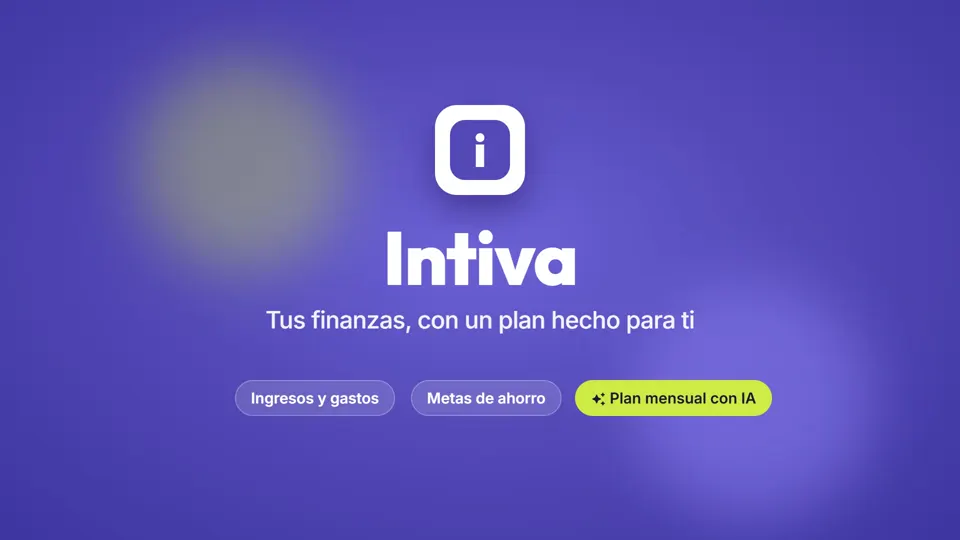 i
Intiva
Tus finanzas, con un plan hecho para ti
Ingresos y gastos
Metas de ahorro
Plan mensual con IA